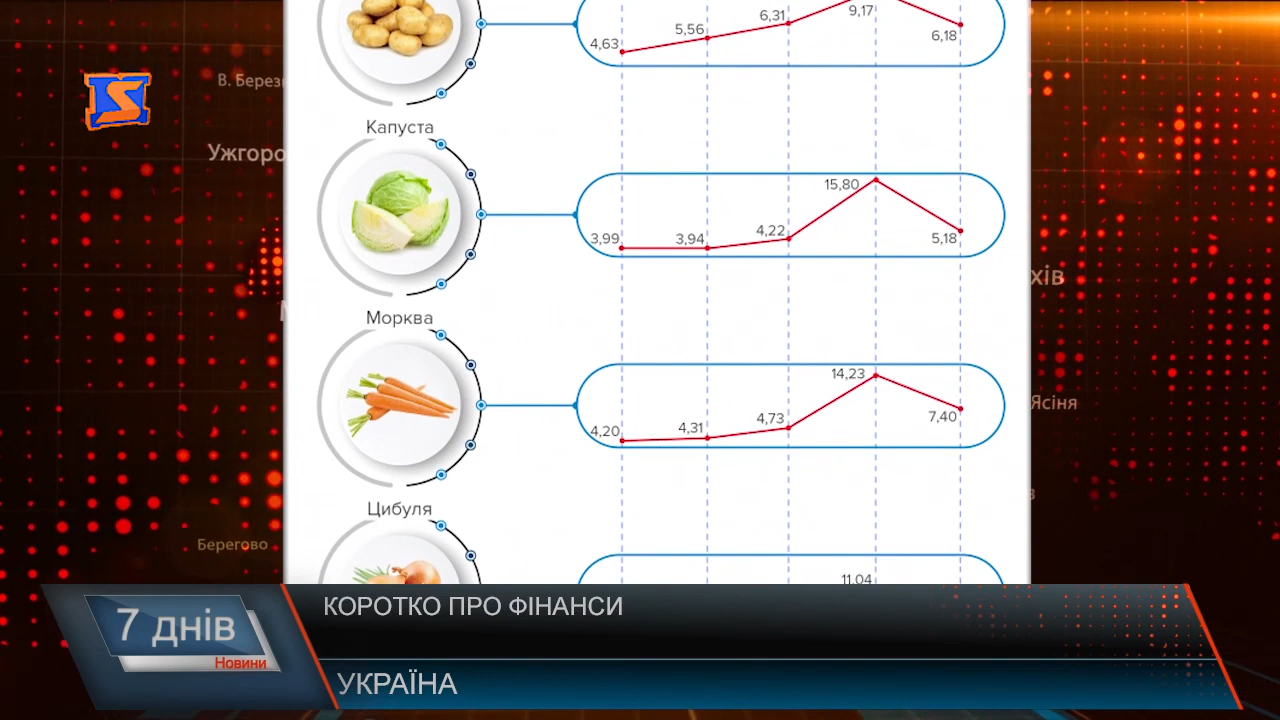 4,63
5,56
6,31
9,17
6,18
Капуста
3,99
3,94
4,22
15,80
5,18
Морква
4,20
4,31
4,73
14,23
7,40
Цибуля
11,04
В. Берез
Ужгоро
хів
Ясіня
Берегово
7 днів
Новини
КОРОТКО ПРО ФІНАНСИ
УКРАЇНА